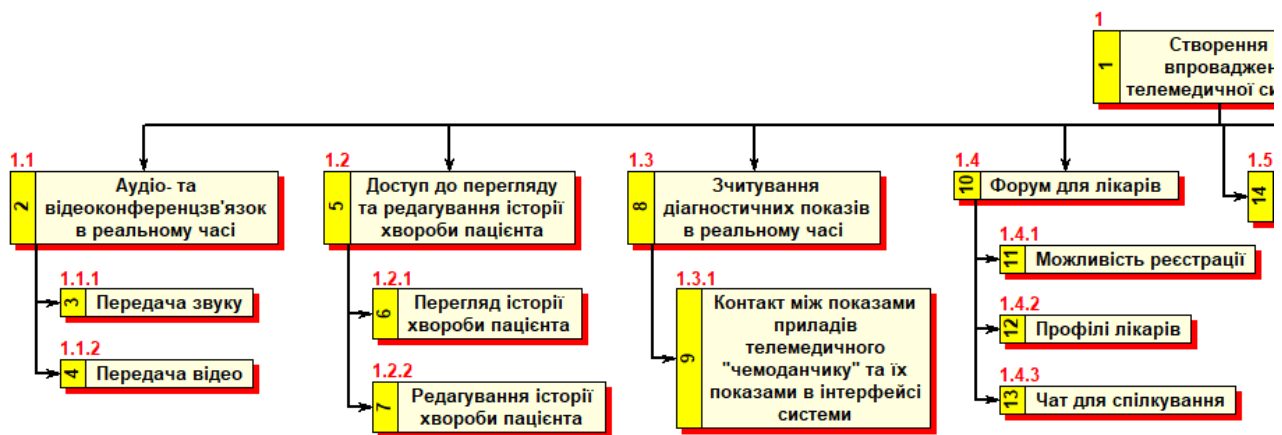 1
1
Створення
впроваджен
телемедичної си
1.1
2
Аудіо- та
відеоконференцзв'язок
в реальному часі
1.1.1
3
Передача звуку
1.1.2
4
Передача відео
1.2
5
Доступ до перегляду
та редагування історії
хвороби пацієнта
1.2.1
6
Перегляд історії
хвороби пацієнта
1.2.2
7
Редагування історії
хвороби пацієнта
1.3
8
Зчитування
діагностичних показів
в реальному часі
1.3.1
9
Контакт між показами
приладів
телемедичного
"чемоданчику" та їх
показами в інтерфейсі
системи
1.4
10
Форум для лікарів
1.4.1
11
Можливість реєстрації
1.4.2
12
Профілі лікарів
1.4.3
13
Чат для спілкування
1.5
14